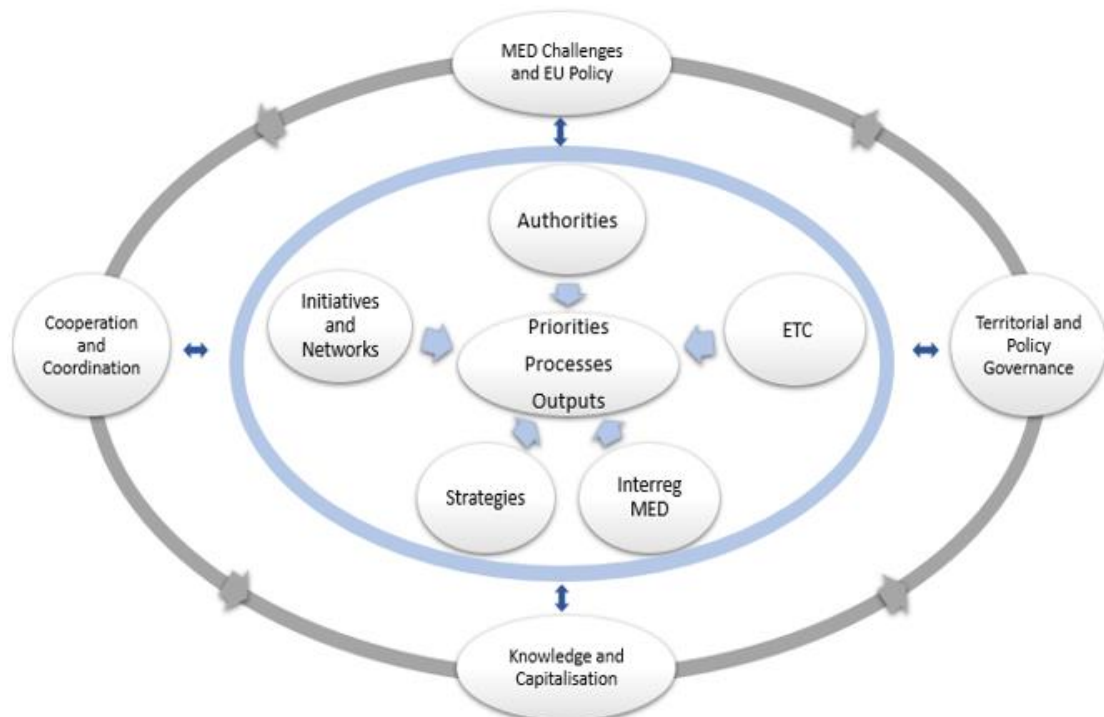 MED Challenges
and EU Policy
Authorities
Initiatives
and
Networks
Priorities
Processes
Outputs
ETC
Cooperation
and
Coordination
Territorial and
Policy
Governance
Strategies
Interreg
MED
Knowledge and
Capitalisation